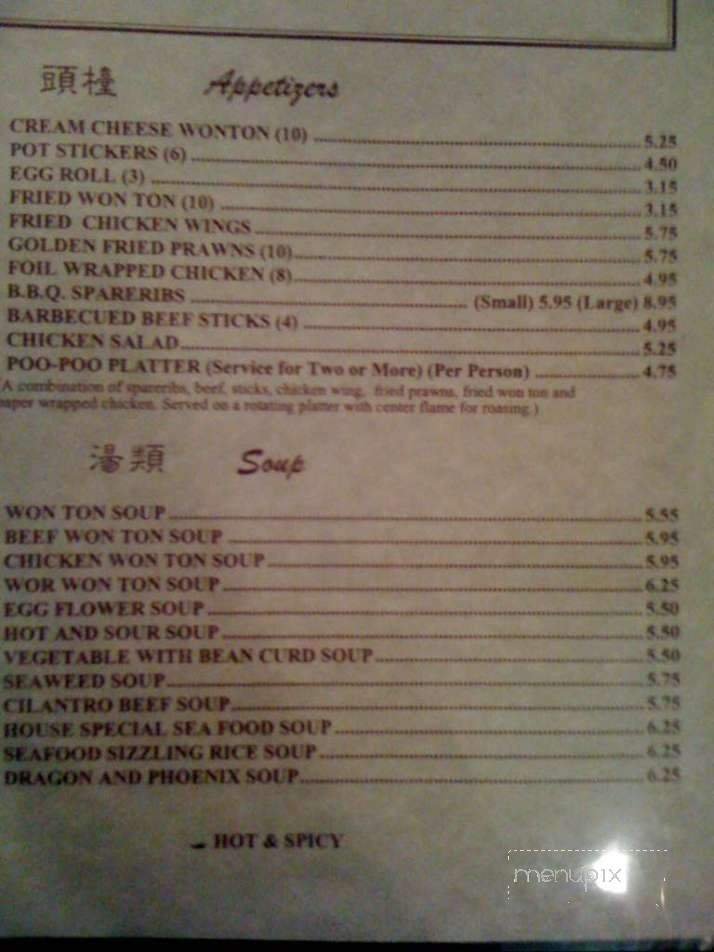 頭檯 Appetizers
CREAM CHEESE WONTON (10) 5.25
POT STICKERS (6) 4.50
EGG ROLL (3) 3.15
FRIED WON TON (10) 3.15
FRIED CHICKEN WINGS 5.75
GOLDEN FRIED PRAWNS (10) 5.75
FOIL WRAPPED CHICKEN (8) 4.95
B.B.Q. SPARERIBS (Small) 5.95 (Large) 8.95
BARBECUED BEEF STICKS (4) 4.95
CHICKEN SALAD 5.25
POO-POO PLATTER (Service for Two or More) (Per Person) 4.75
(A combination of spareribs, beef, sticks, chicken wing, fried prawns, fried won ton and
paper wrapped chicken. Served on a rotating platter with center flame for roasing.)
湯類 Soup
WON TON SOUP 5.55
BEEF WON TON SOUP 5.95
CHICKEN WON TON SOUP 5.95
WOR WON TON SOUP 6.25
EGG FLOWER SOUP 5.50
HOT AND SOUR SOUP 5.50
VEGETABLE WITH BEAN CURD SOUP 5.50
SEAWEED SOUP 5.75
CILANTRO BEEF SOUP 5.75
HOUSE SPECIAL SEA FOOD SOUP 6.25
SEAFOOD SIZZLING RICE SOUP 6.25
DRAGON AND PHOENIX SOUP 6.25
HOT & SPICY
menupix